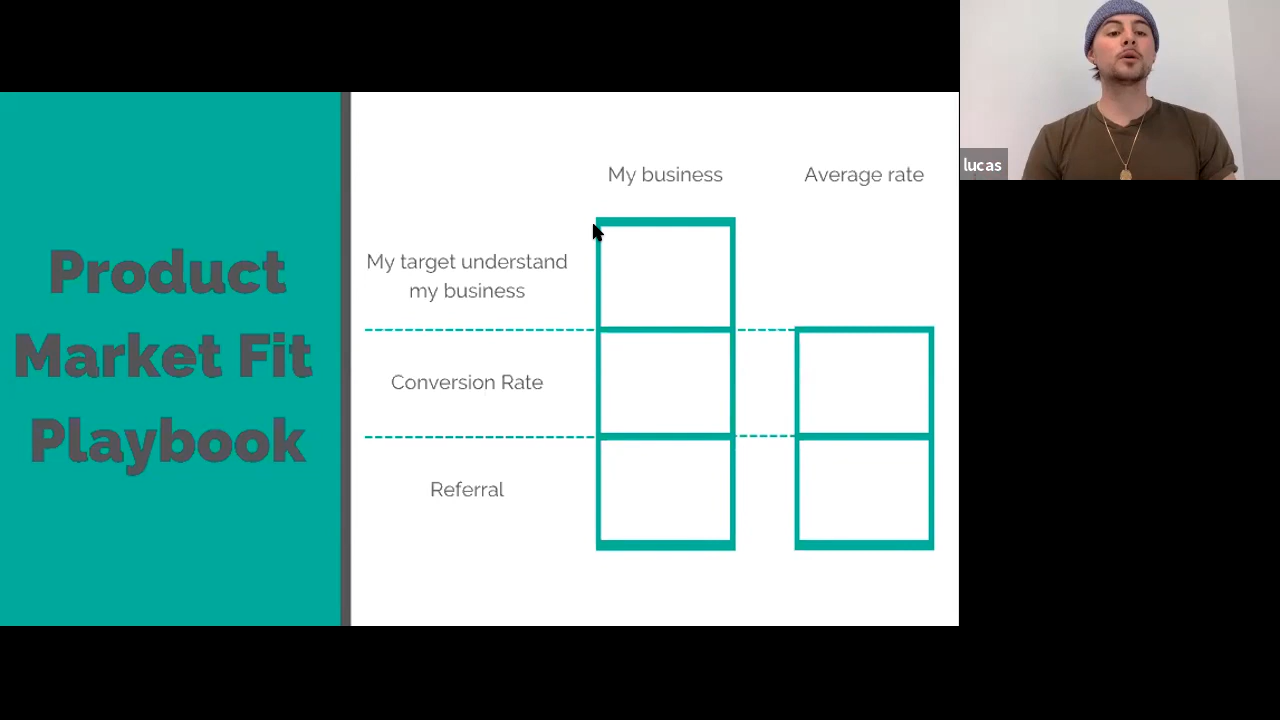 Product
Market Fit
Playbook
My business
Average rate
My target understand
my business
Conversion Rate
Referral
lucas